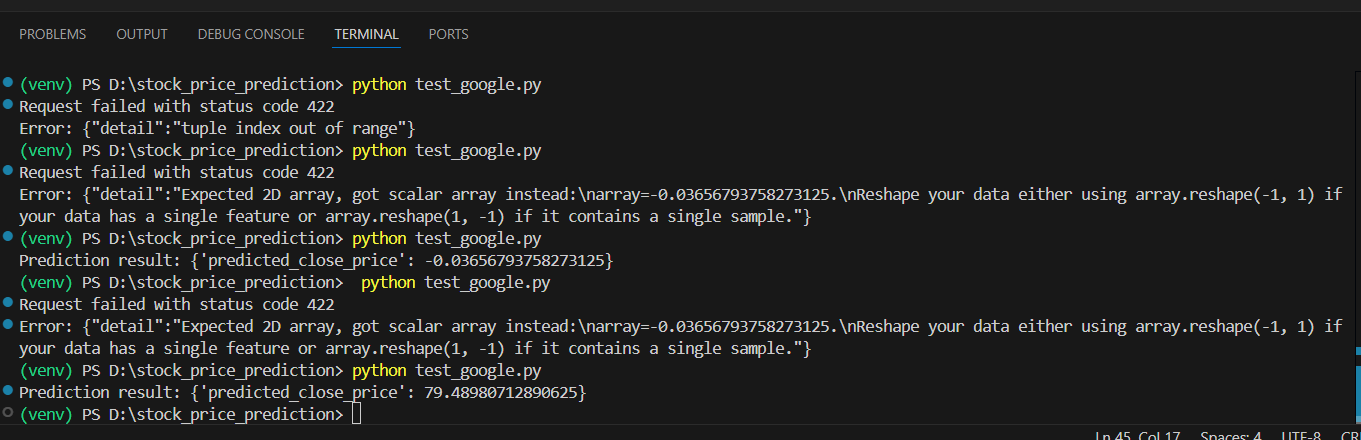 PROBLEMS OUTPUT DEBUG CONSOLE TERMINAL PORTS
(venv) PS D:\stock_price_prediction> python test_google.py
Request failed with status code 422
Error: {"detail":"tuple index out of range"}
(venv) PS D:\stock_price_prediction> python test_google.py
Request failed with status code 422
Error: {"detail":"Expected 2D array, got scalar array instead:\narray=-0.03656793758273125.\nReshape your data either using array.reshape(-1, 1) if
your data has a single feature or array.reshape(1, -1) if it contains a single sample."}
(venv) PS D:\stock_price_prediction> python test_google.py
Prediction result: {'predicted_close_price': -0.03656793758273125}
(venv) PS D:\stock_price_prediction>  python test_google.py
Request failed with status code 422
Error: {"detail":"Expected 2D array, got scalar array instead:\narray=-0.03656793758273125.\nReshape your data either using array.reshape(-1, 1) if
your data has a single feature or array.reshape(1, -1) if it contains a single sample."}
(venv) PS D:\stock_price_prediction> python test_google.py
Prediction result: {'predicted_close_price': 79.48980712890625}
(venv) PS D:\stock_price_prediction>
Ln 45, Col 17 Spaces: 4 UTF-8